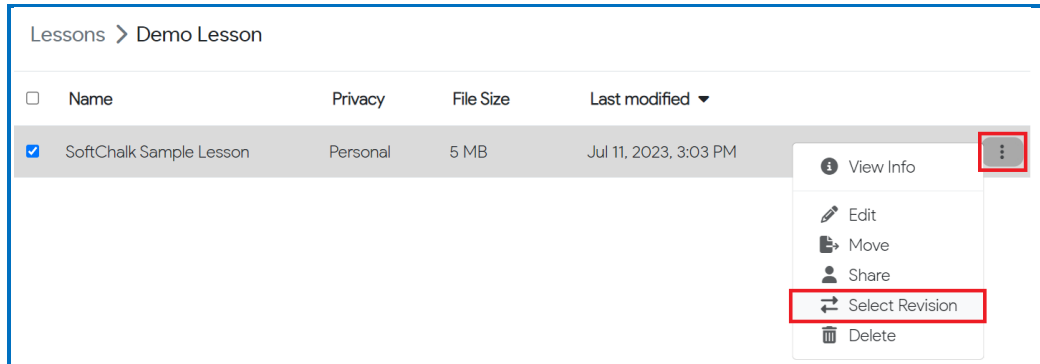 Lessons > Demo Lesson
Name Privacy File Size Last modified
SoftChalk Sample Lesson Personal 5 MB Jul 11, 2023, 3:03 PM
View Info
Edit
Move
Share
Select Revision
Delete